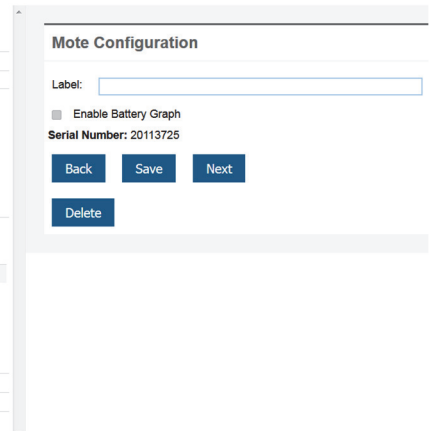 Mote Configuration
Label:
Enable Battery Graph
Serial Number: 20113725
Back Save Next
Delete